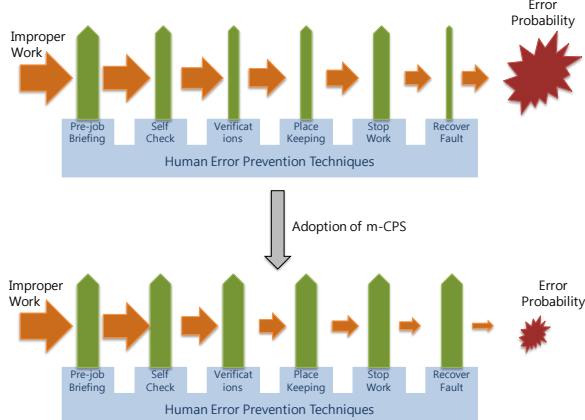 Error
Probability
Improper
Work
Pre-job
Briefing
Self
Check
Verificat
ions
Place
Keeping
Stop
Work
Recover
Fault
Human Error Prevention Techniques
Adoption of m-CPS
Improper
Work
Error
Probability
Pre-job
Briefing
Self
Check
Verificat
ions
Place
Keeping
Stop
Work
Recover
Fault
Human Error Prevention Techniques